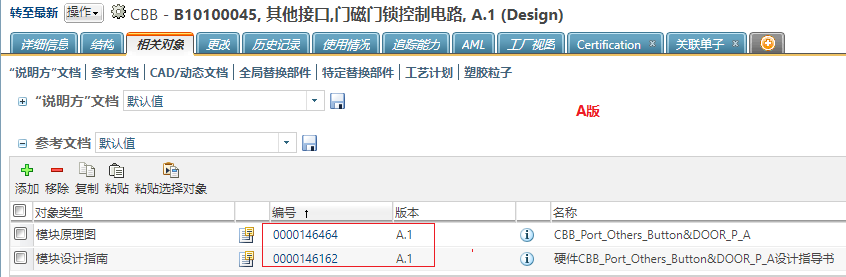 转至最新 操作 CBB - B10100045, 其他接口,门磁门锁控制电路, A.1 (Design)
详细信息 结构 相关对象 更改 历史记录 使用情况 追踪能力 AML 工厂视图 Certification × 关联单子 ×
“说明方”文档 参考文档 CAD/动态文档 全局替换部件 特定替换部件 工艺计划 塑胶粒子
“说明方”文档 默认值
A版
参考文档 默认值
添加 移除 复制 粘贴 粘贴选择对象
对象类型 编号 ↑ 版本 名称
模块原理图 0000146464 A.1 CBB_Port_Others_Button&DOOR_P_A
模块设计指南 0000146162 A.1 硬件CBB_Port_Others_Button&DOOR_P_A设计指导书